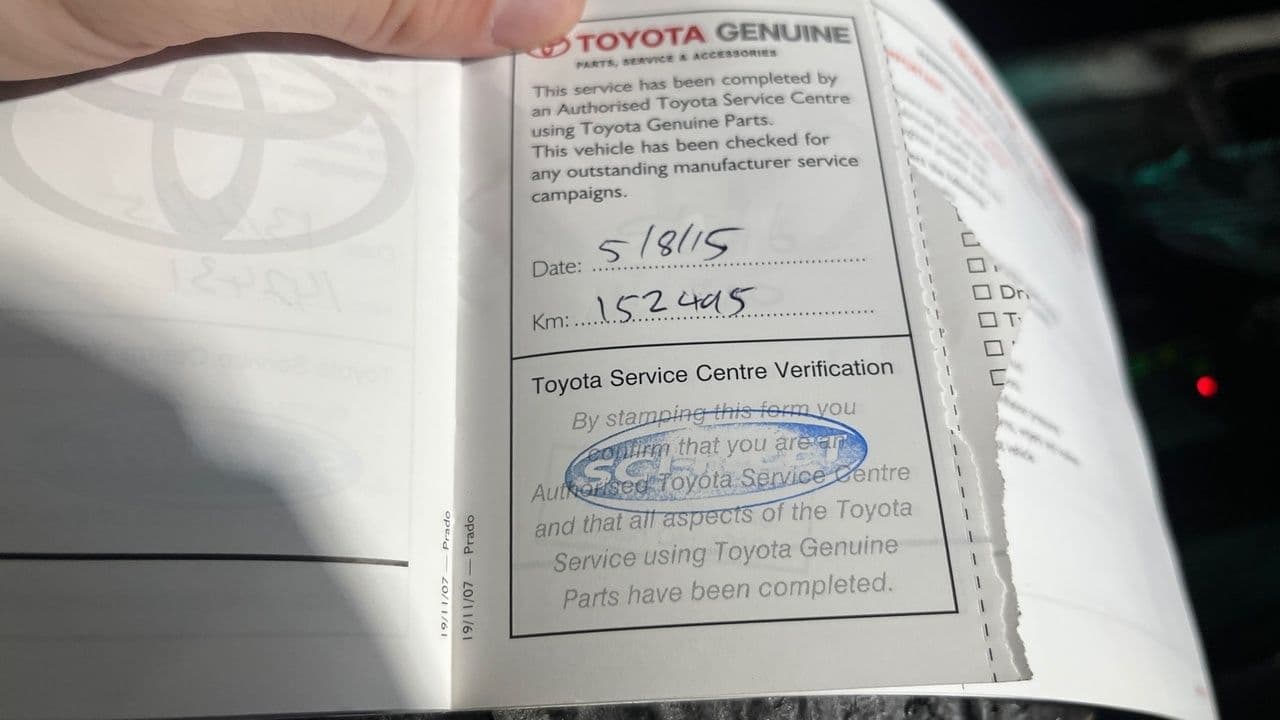 TOYOTA GENUINE
PARTS, SERVICE & ACCESSORIES
This service has been completed by
an Authorised Toyota Service Centre
using Toyota Genuine Parts.
This vehicle has been checked for
any outstanding manufacturer service
campaigns.
Date: 5/8/15
Km: 152495
Toyota Service Centre Verification
By stamping this form you
confirm that you are an
Authorised Toyota Service Centre
and that all aspects of the Toyota
Service using Toyota Genuine
Parts have been completed.
19/11/07 — Prado
19/11/07 — Prado